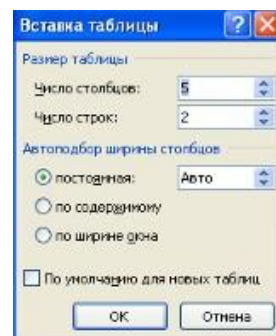 Вставка таблицы
Размер таблицы
Число столбцов: 5
Число строк: 2
Автоподбор ширины столбцов
постоянная: Авто
по содержимому
по ширине окна
По умолчанию для новых таблиц
ОК Отмена